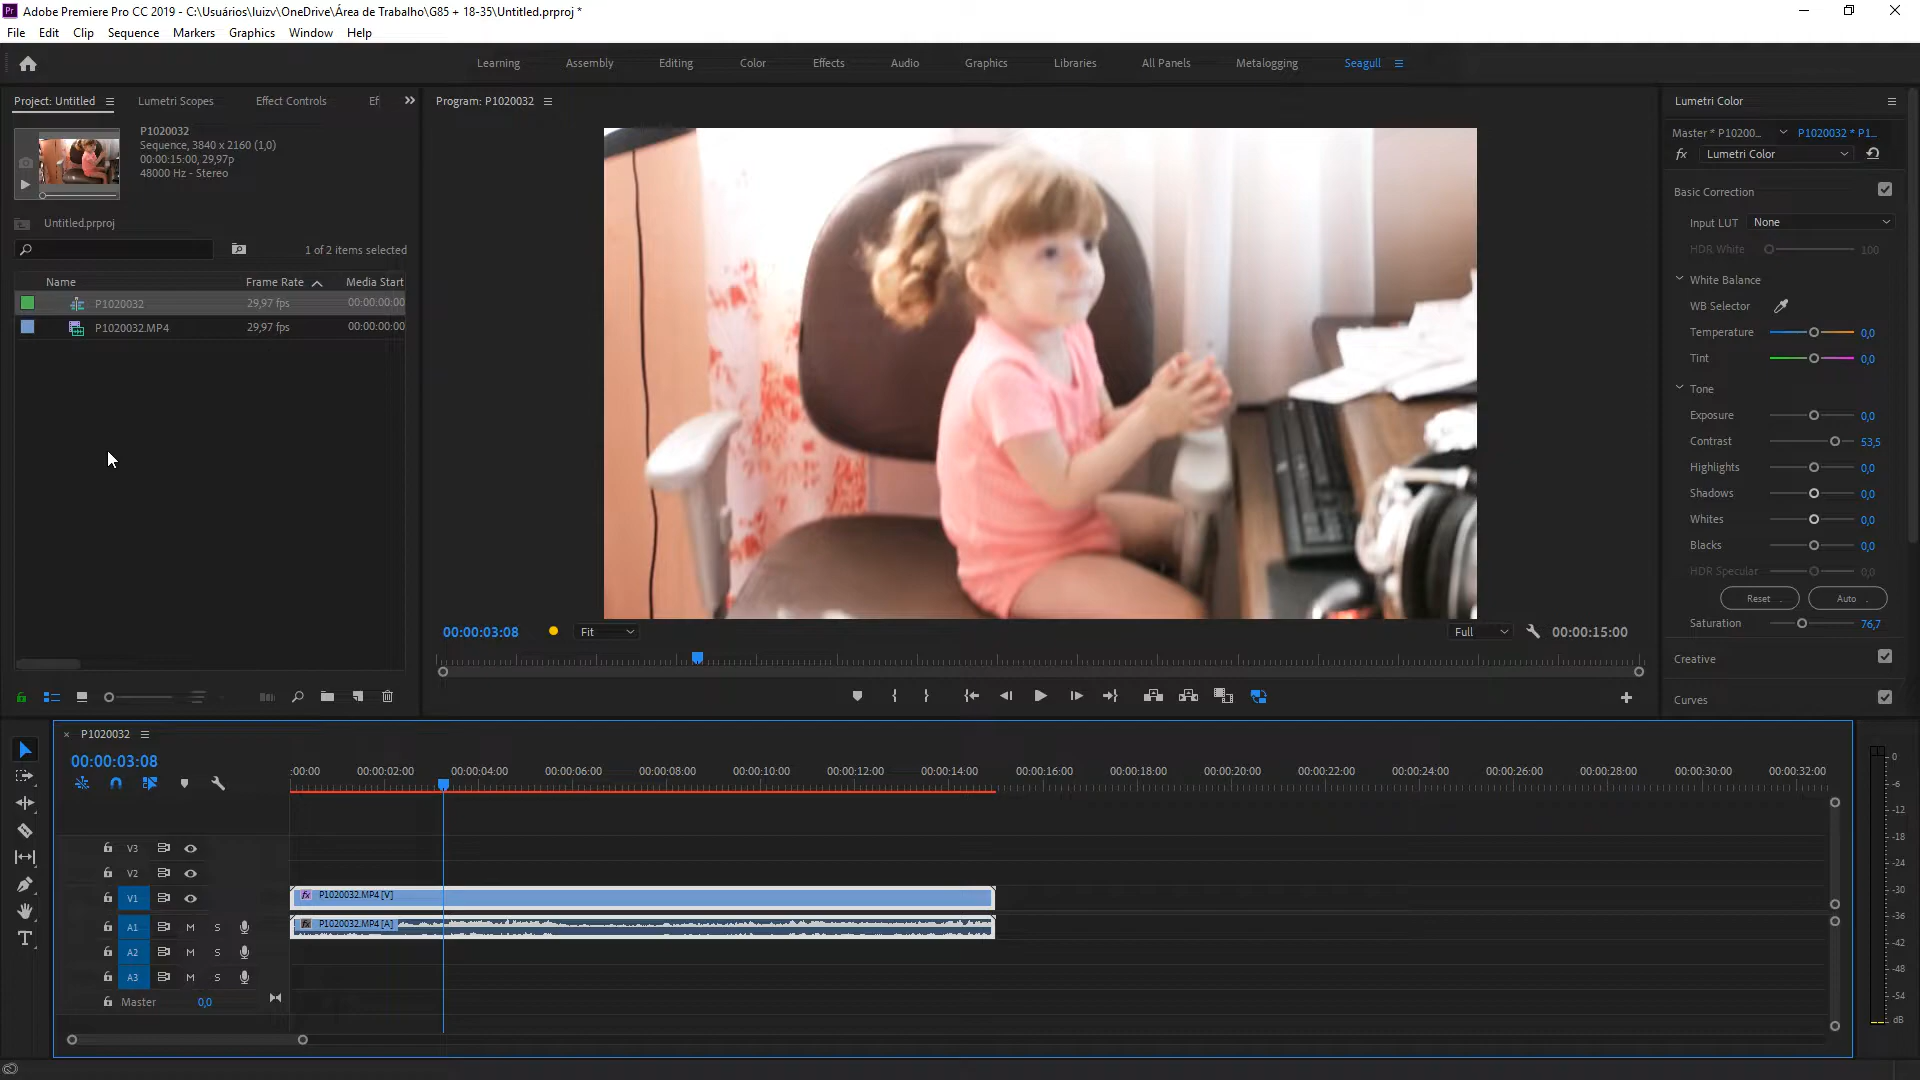 Adobe Premiere Pro CC 2019 - C:\Usuários\luizv\OneDrive\Área de Trabalho\G85 + 18-35\Untitled.prproj *
File Edit Clip Sequence Markers Graphics Window Help
Learning Assembly Editing Color Effects Audio Graphics Libraries All Panels Metalogging Seagull
Project: Untitled Lumetri Scopes Effect Controls Ef
P1020032
Sequence, 3840 x 2160 (1,0)
00:00:15:00, 29,97p
48000 Hz - Stereo
Untitled.prproj
1 of 2 items selected
Name Frame Rate Media Start
P1020032 29,97 fps 00:00:00:00
P1020032.MP4 29,97 fps 00:00:00:00
Program: P1020032
00:00:03:08 Fit Full 00:00:15:00
Lumetri Color
Master * P10200... P1020032 * P1...
fx Lumetri Color
Basic Correction
Input LUT None
HDR White 100
White Balance
WB Selector
Temperature 0,0
Tint 0,0
Tone
Exposure 0,0
Contrast 53,5
Highlights 0,0
Shadows 0,0
Whites 0,0
Blacks 0,0
HDR Specular 0,0
Reset Auto
Saturation 76,7
Creative
Curves
P1020032
00:00:03:08
:00:00 00:00:02:00 00:00:04:00 00:00:06:00 00:00:08:00 00:00:10:00 00:00:12:00 00:00:14:00 00:00:16:00 00:00:18:00 00:00:20:00 00:00:22:00 00:00:24:00 00:00:26:00 00:00:28:00 00:00:30:00 00:00:32:00
V3
V2
V1 fx P1020032.MP4 [V]
A1 M S fx P1020032.MP4 [A]
A2 M S
A3 M S
Master 0,0
0
-6
-12
-18
-24
-30
-36
-42
-48
-54
dB